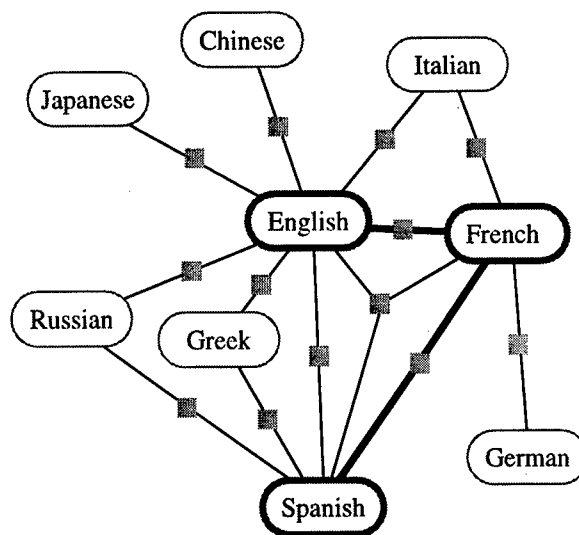 Chinese
Italian
Japanese
English
French
Russian
Greek
German
Spanish